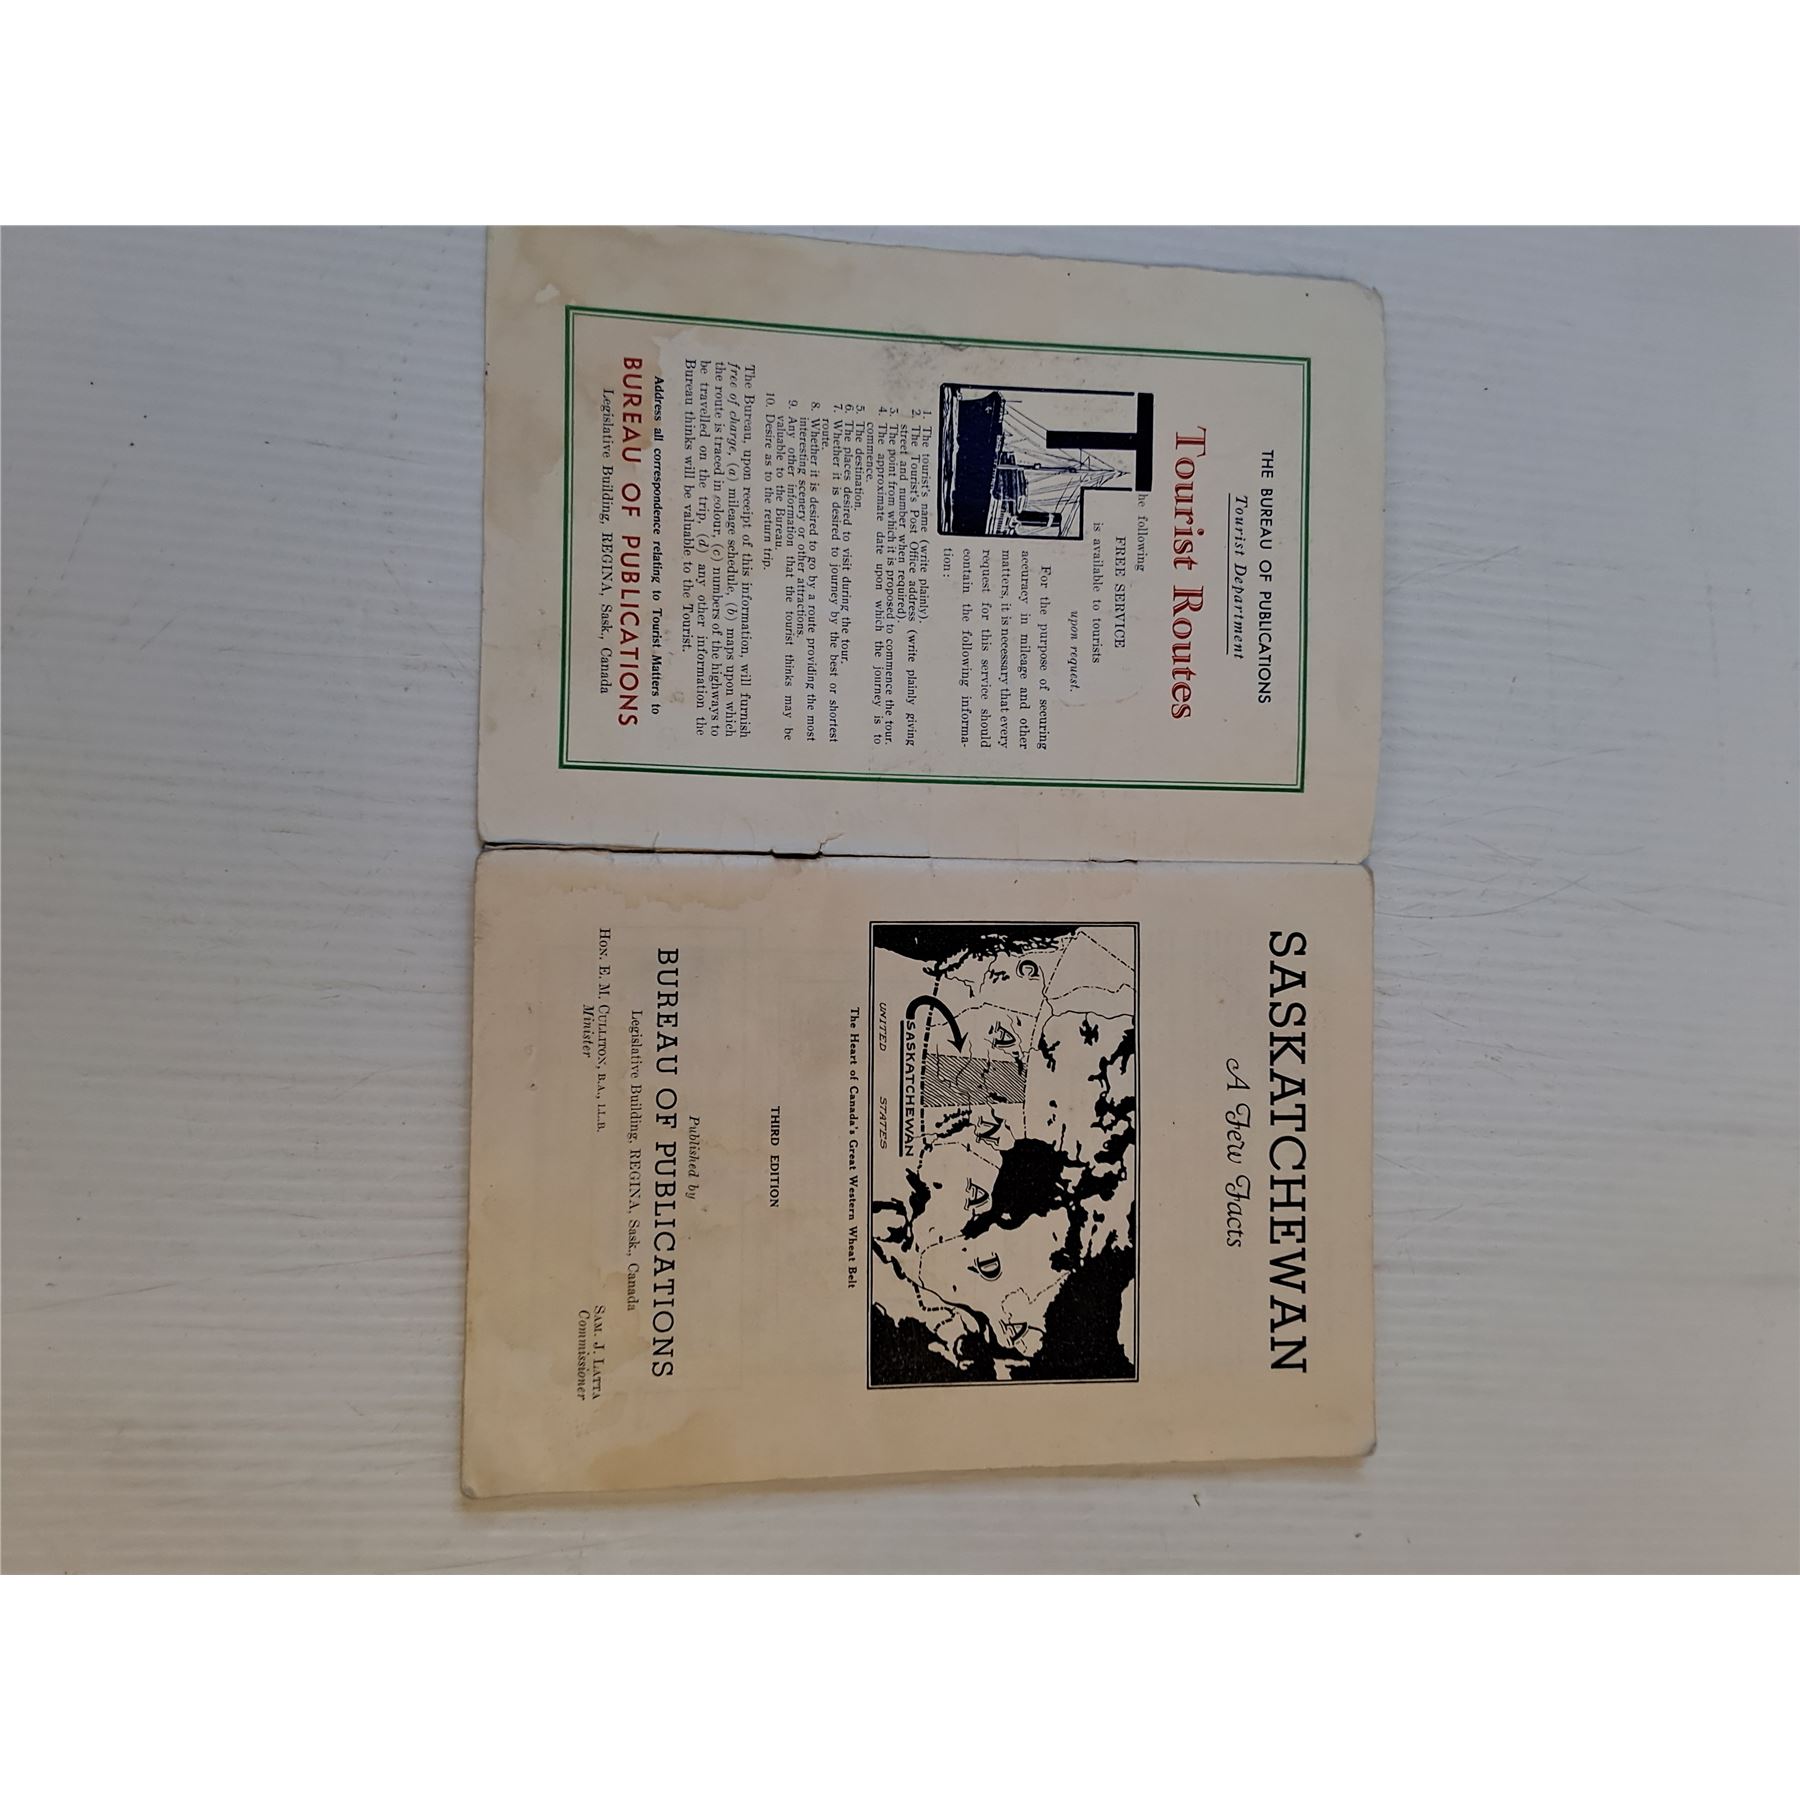 THE BUREAU OF PUBLICATIONS
Tourist Department
Tourist Routes
The following
FREE SERVICE
is available to tourists
upon request.
For the purpose of securing
accuracy in mileage and other
matters, it is necessary that every
request for this service should
contain the following informa-
tion:
1. The tourist's name (write plainly).
2. The Tourist's Post Office address (write plainly giving
street and number when required).
3. The point from which it is proposed to commence the tour.
4. The approximate date upon which the journey is to
commence.
5. The destination.
6. The places desired to visit during the tour.
7. Whether it is desired to journey by the best or shortest
route.
8. Whether it is desired to go by a route providing the most
interesting scenery or other attractions.
9. Any other information that the tourist thinks may be
valuable to the Bureau.
10. Desire as to the return trip.
The Bureau, upon receipt of this information, will furnish
free of charge, (a) mileage schedule, (b) maps upon which
the route is traced in colour, (c) numbers of the highways to
be travelled on the trip, (d) any other information the
Bureau thinks will be valuable to the Tourist.
Address all correspondence relating to Tourist Matters to
BUREAU OF PUBLICATIONS
Legislative Building, REGINA, Sask., Canada
SASKATCHEWAN
A Few Facts
CANADA
SASKATCHEWAN
UNITED STATES
The Heart of Canada's Great Western Wheat Belt
THIRD EDITION
Published by
BUREAU OF PUBLICATIONS
Legislative Building, REGINA, Sask., Canada
HON. E. M. CULLITON, B.A., LL.B. SAM. J. LATTA
Minister Commissioner